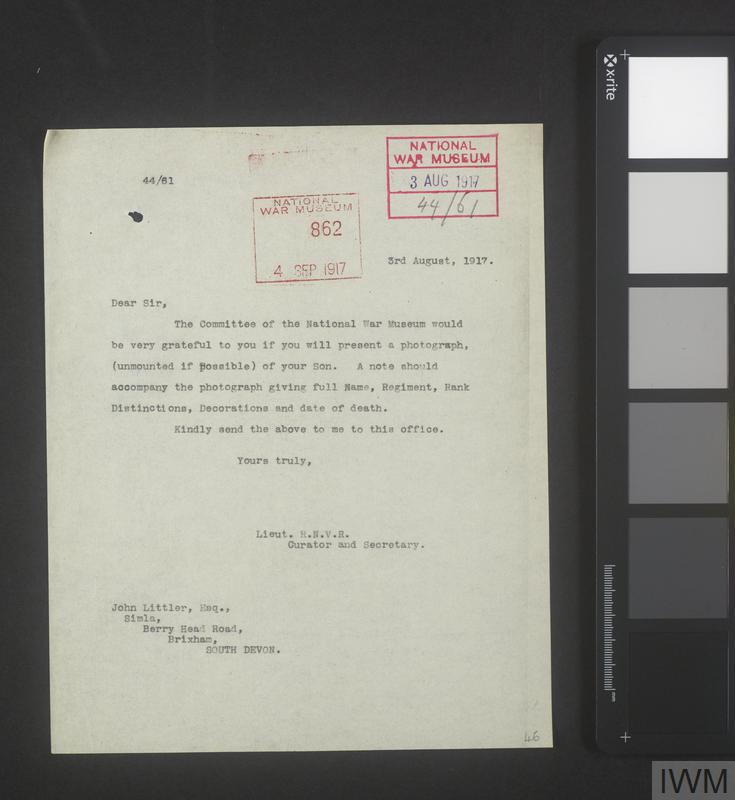 x-rite
NATIONAL
WAR MUSEUM
3 AUG 1917
44/61
44/61
NATIONAL
WAR MUSEUM
862
4 SEP 1917
3rd August, 1917.
Dear Sir,
The Committee of the National War Museum would
be very grateful to you if you will present a photograph,
(unmounted if possible) of your Son. A note should
accompany the photograph giving full Name, Regiment, Rank
Distinctions, Decorations and date of death.
Kindly send the above to me to this office.
Yours truly,
Lieut. R.N.V.R.
Curator and Secretary.
John Littler, Esq.,
Simla,
Berry Head Road,
Brixham,
SOUTH DEVON.
46
mm
IWM